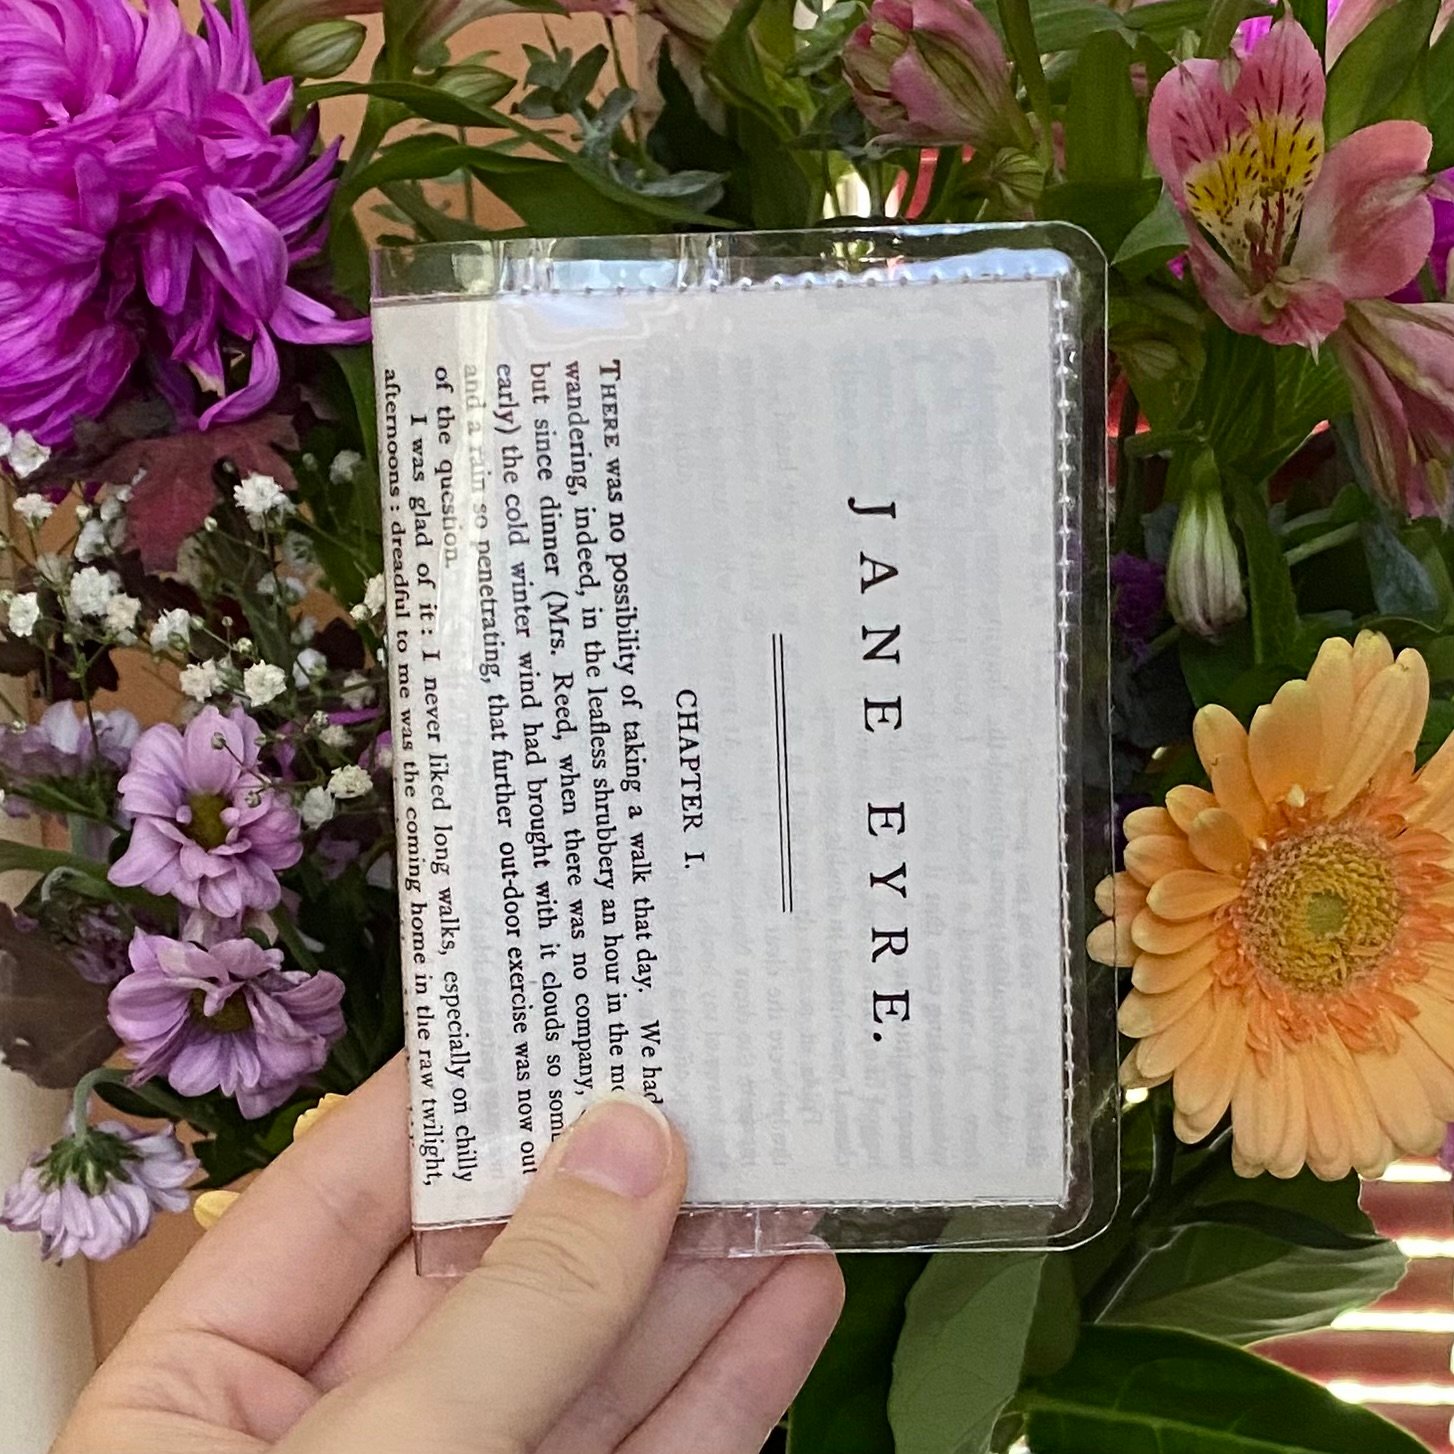 JANE EYRE.
CHAPTER I.
THERE was no possibility of taking a walk that day. We had
wandering, indeed, in the leafless shrubbery an hour in the
but since dinner (Mrs. Reed, when there was no company,
early) the cold winter wind had brought with it clouds so
and a rain so penetrating, that further out-door exercise was now out
of the question.
I was glad of it: I never liked long walks, especially on chilly
afternoons: dreadful to me was the coming home in the raw twilight,